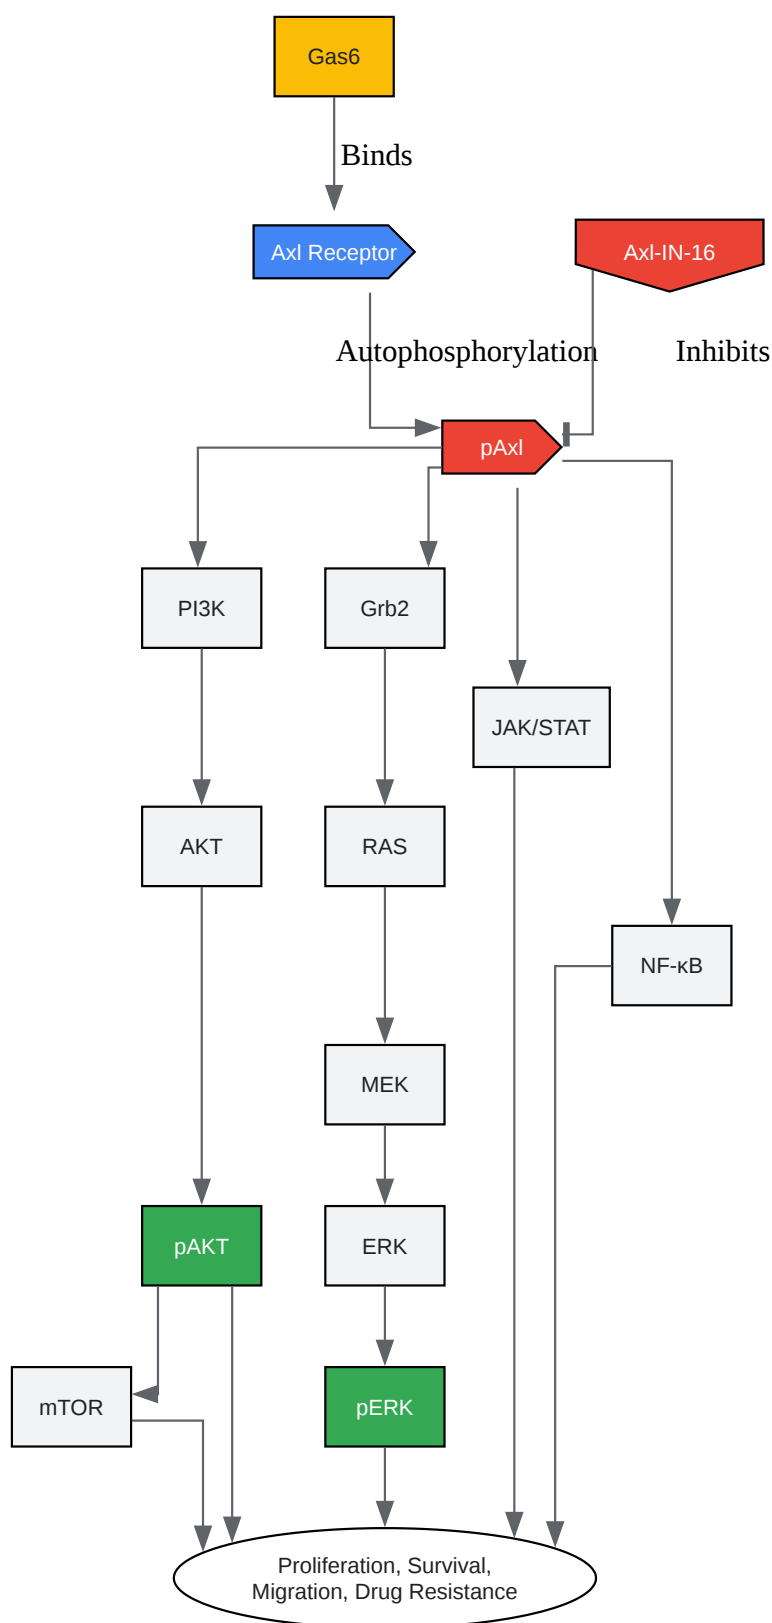 Gas6
Binds
Axl Receptor
Axl-IN-16
Autophosphorylation
Inhibits
pAxl
PI3K
Grb2
JAK/STAT
AKT
RAS
NF-κB
MEK
pAKT
ERK
mTOR
pERK
Proliferation, Survival,
Migration, Drug Resistance